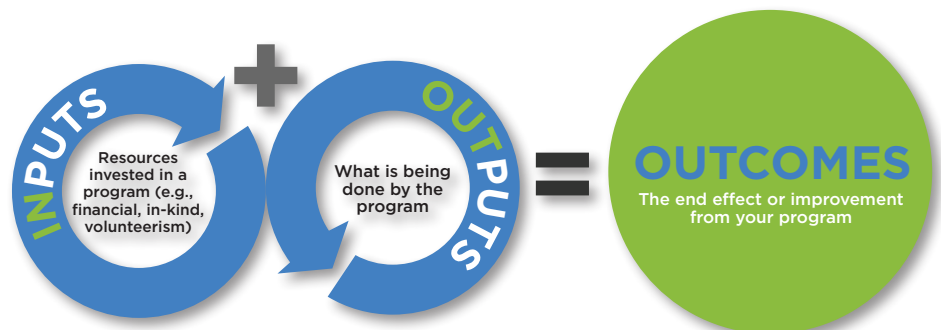 INPUTS
Resources
invested in a
program (e.g.,
financial, in-kind,
volunteerism)
+
OUTPUTS
What is being
done by the
program
=
OUTCOMES
The end effect or improvement
from your program